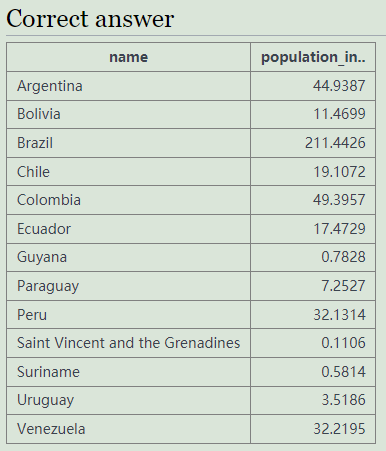 Correct answer
name population_in..
Argentina 44.9387
Bolivia 11.4699
Brazil 211.4426
Chile 19.1072
Colombia 49.3957
Ecuador 17.4729
Guyana 0.7828
Paraguay 7.2527
Peru 32.1314
Saint Vincent and the Grenadines 0.1106
Suriname 0.5814
Uruguay 3.5186
Venezuela 32.2195